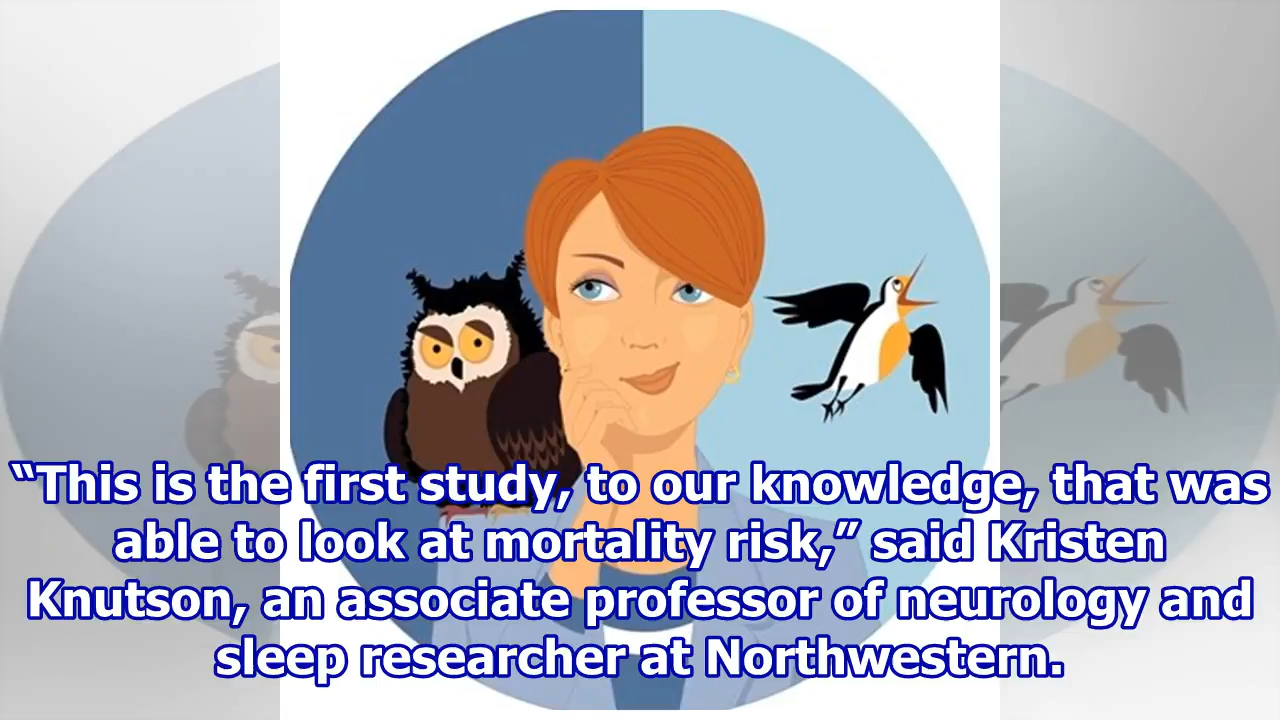 “This is the first study, to our knowledge, that was
able to look at mortality risk,” said Kristen
Knutson, an associate professor of neurology and
sleep researcher at Northwestern.